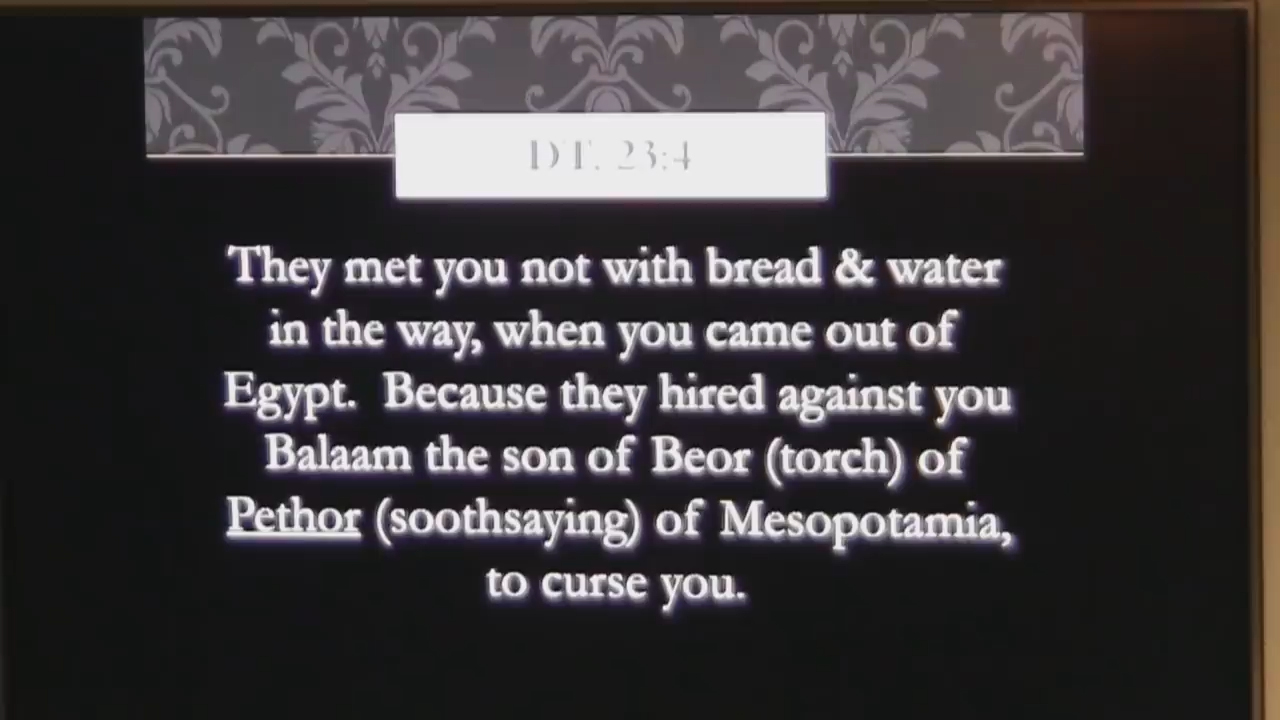 DT. 23:4
They met you not with bread & water
in the way, when you came out of
Egypt.  Because they hired against you
Balaam the son of Beor (torch) of
Pethor (soothsaying) of Mesopotamia,
to curse you.